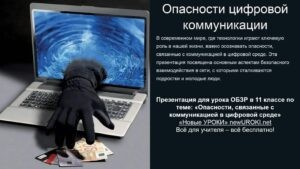 Опасности цифровой
коммуникации
В современном мире, где технологии играют ключевую
роль в нашей жизни, важно осознавать опасности,
связанные с коммуникацией в цифровой среде. Эта
презентация посвящена основным аспектам безопасного
взаимодействия в сети, с которыми сталкиваются
подростки и молодые люди.
Презентация для урока ОБЗР в 11 классе по
теме: «Опасности, связанные с
коммуникацией в цифровой среде»
«Новые УРОКИ» newUROKI.net
Всё для учителя – всё бесплатно!